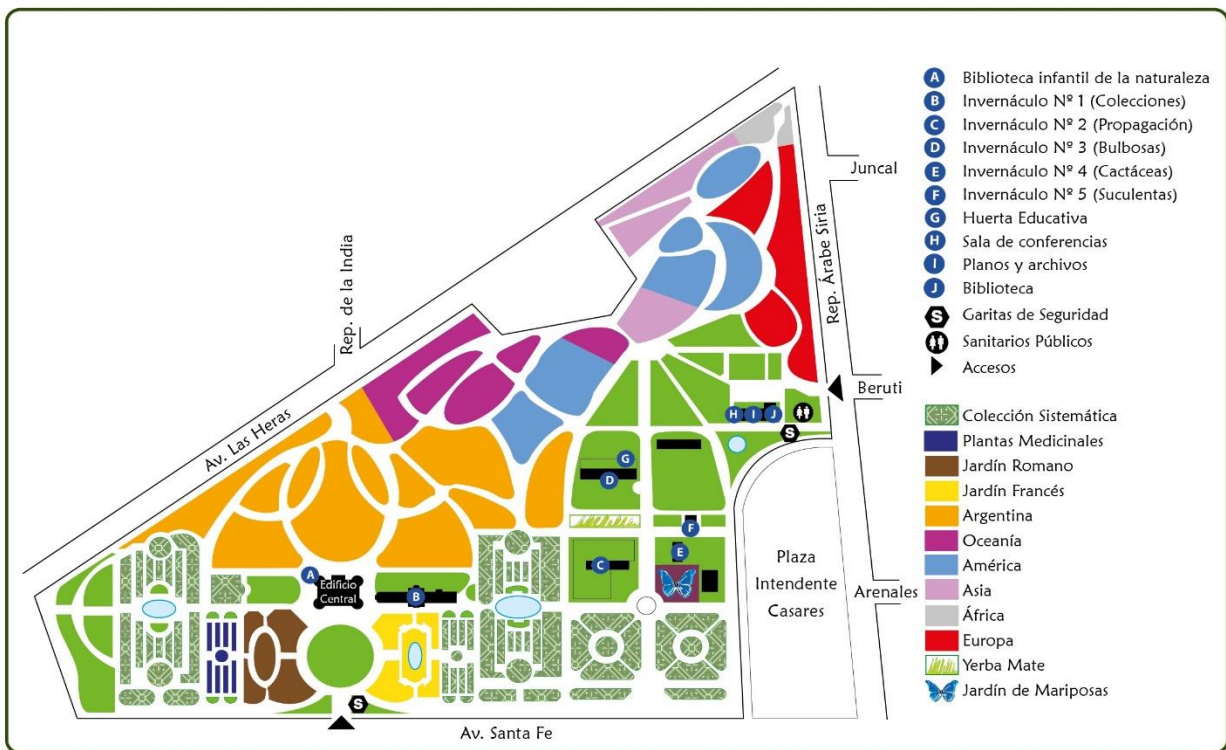 Av. Las Heras
Rep. de la India
Juncal
Rep. Árabe Siria
Beruti
Arenales
Av. Santa Fe
Plaza
Intendente
Casares
Edificio
Central
A
B
C
D
E
F
G
H
I
J
S
S
A Biblioteca infantil de la naturaleza
B Invernáculo Nº 1 (Colecciones)
C Invernáculo Nº 2 (Propagación)
D Invernáculo Nº 3 (Bulbosas)
E Invernáculo Nº 4 (Cactáceas)
F Invernáculo Nº 5 (Suculentas)
G Huerta Educativa
H Sala de conferencias
I Planos y archivos
J Biblioteca
S Garitas de Seguridad
Sanitarios Públicos
Accesos
Colección Sistemática
Plantas Medicinales
Jardín Romano
Jardín Francés
Argentina
Oceanía
América
Asia
África
Europa
Yerba Mate
Jardín de Mariposas